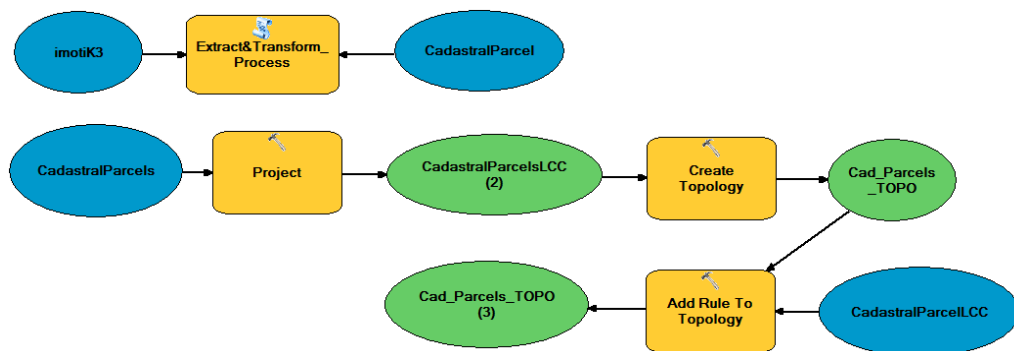 imotiK3
Extract&Transform_
Process
CadastralParcel
CadastralParcels
Project
CadastralParcelsLCC
(2)
Create
Topology
Cad_Parcels
_TOPO
Cad_Parcels_TOPO
(3)
Add Rule To
Topology
CadastralParcelLCC